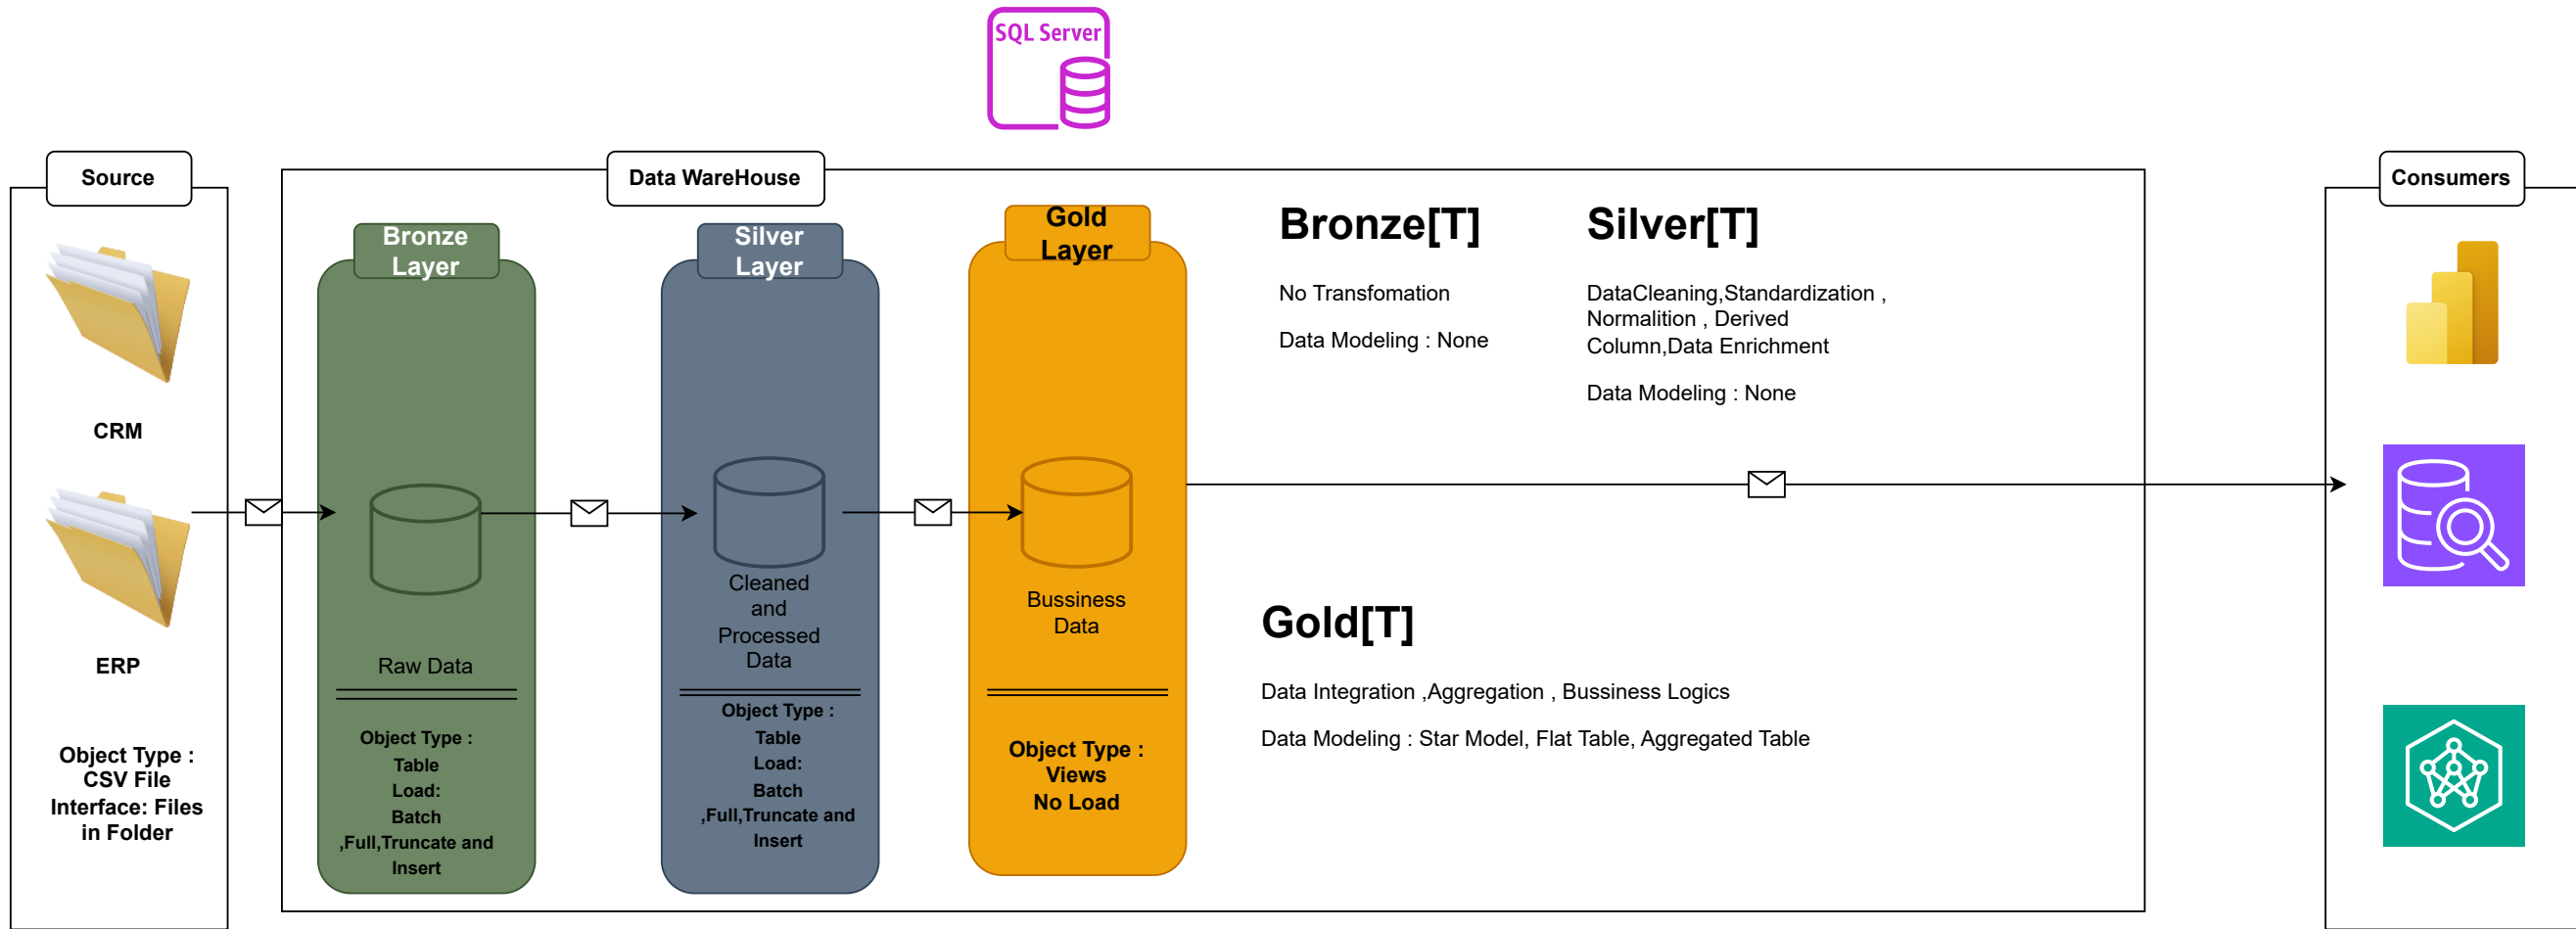 SQL Server
Source
CRM
ERP
Object Type :
CSV File
Interface: Files
in Folder
Data WareHouse
Bronze
Layer
Raw Data
Object Type :
Table
Load:
Batch
,Full,Truncate and
Insert
Silver
Layer
Cleaned
and
Processed
Data
Object Type :
Table
Load:
Batch
,Full,Truncate and
Insert
Gold
Layer
Bussiness
Data
Object Type :
Views
No Load
Bronze[T]
No Transfomation
Data Modeling : None
Silver[T]
DataCleaning,Standardization ,
Normalition , Derived
Column,Data Enrichment
Data Modeling : None
Gold[T]
Data Integration ,Aggregation , Bussiness Logics
Data Modeling : Star Model, Flat Table, Aggregated Table
Consumers